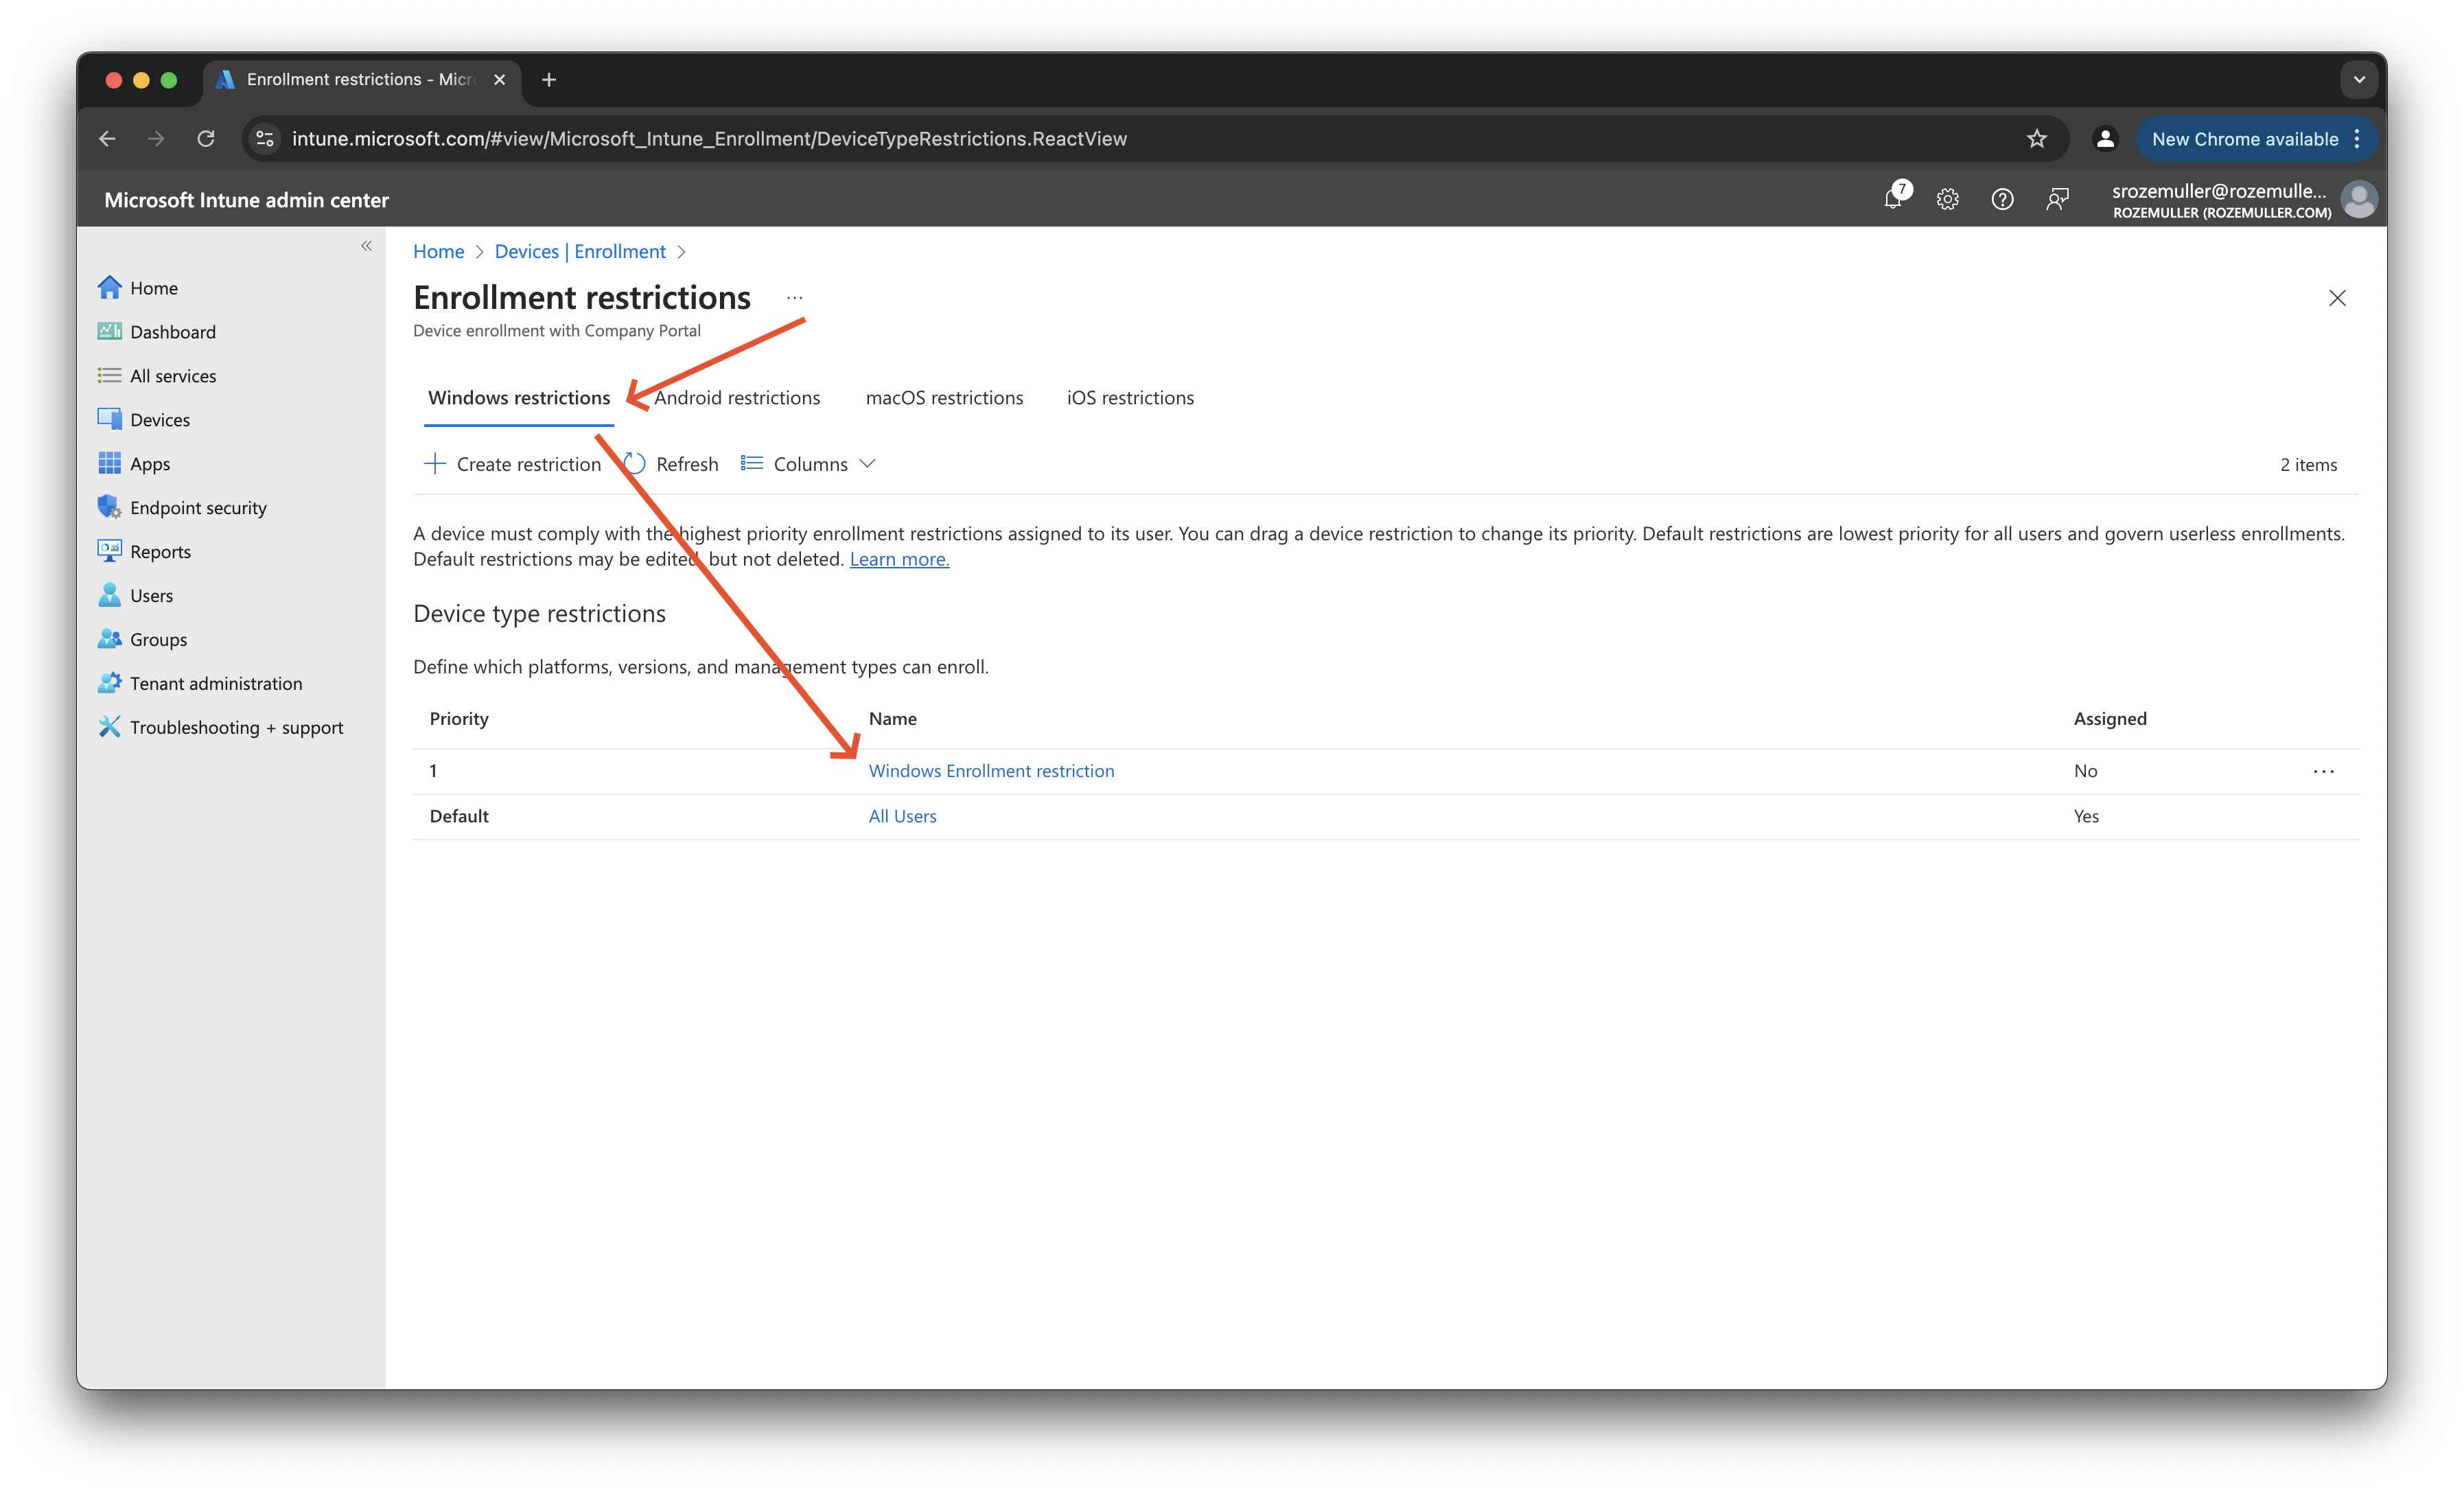 Enrollment restrictions - Micr
intune.microsoft.com/#view/Microsoft_Intune_Enrollment/DeviceTypeRestrictions.ReactView
New Chrome available
Microsoft Intune admin center
7
srozemuller@rozemulle...
ROZEMULLER (ROZEMULLER.COM)
Home
Dashboard
All services
Devices
Apps
Endpoint security
Reports
Users
Groups
Tenant administration
Troubleshooting + support
Home > Devices | Enrollment >
Enrollment restrictions ...
Device enrollment with Company Portal
Windows restrictions Android restrictions macOS restrictions iOS restrictions
Create restriction Refresh Columns 2 items
A device must comply with the highest priority enrollment restrictions assigned to its user. You can drag a device restriction to change its priority. Default restrictions are lowest priority for all users and govern userless enrollments.
Default restrictions may be edited but not deleted. Learn more.
Device type restrictions
Define which platforms, versions, and management types can enroll.
Priority Name Assigned
1 Windows Enrollment restriction No ...
Default All Users Yes